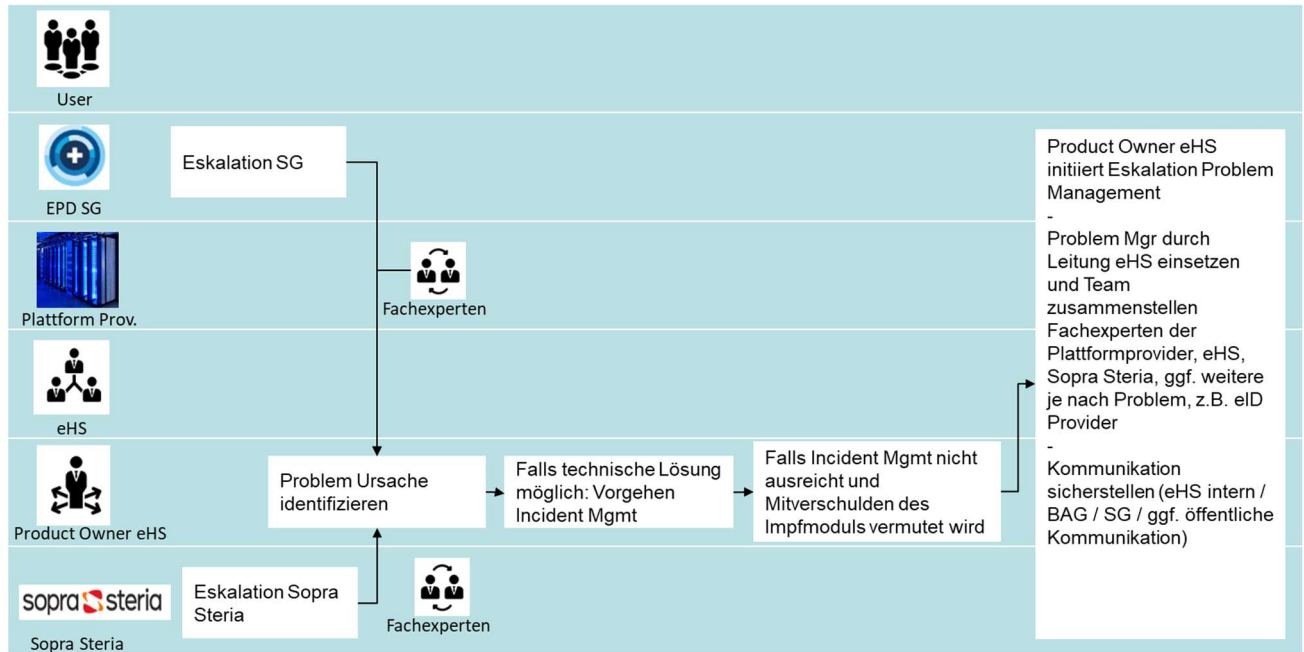 User
EPD SG
Eskalation SG
Plattform Prov.
Fachexperten
eHS
Product Owner eHS
Problem Ursache
identifizieren
Falls technische Lösung
möglich: Vorgehen
Incident Mgmt
Falls Incident Mgmt nicht
ausreicht und
Mitverschulden des
Impfmoduls vermutet wird
Product Owner eHS
initiiert Eskalation Problem
Management
-
Problem Mgr durch
Leitung eHS einsetzen
und Team
zusammenstellen
Fachexperten der
Plattformprovider, eHS,
Sopra Steria, ggf. weitere
je nach Problem, z.B. eID
Provider
-
Kommunikation
sicherstellen (eHS intern /
BAG / SG / ggf. öffentliche
Kommunikation)
sopra steria
Sopra Steria
Eskalation Sopra
Steria
Fachexperten